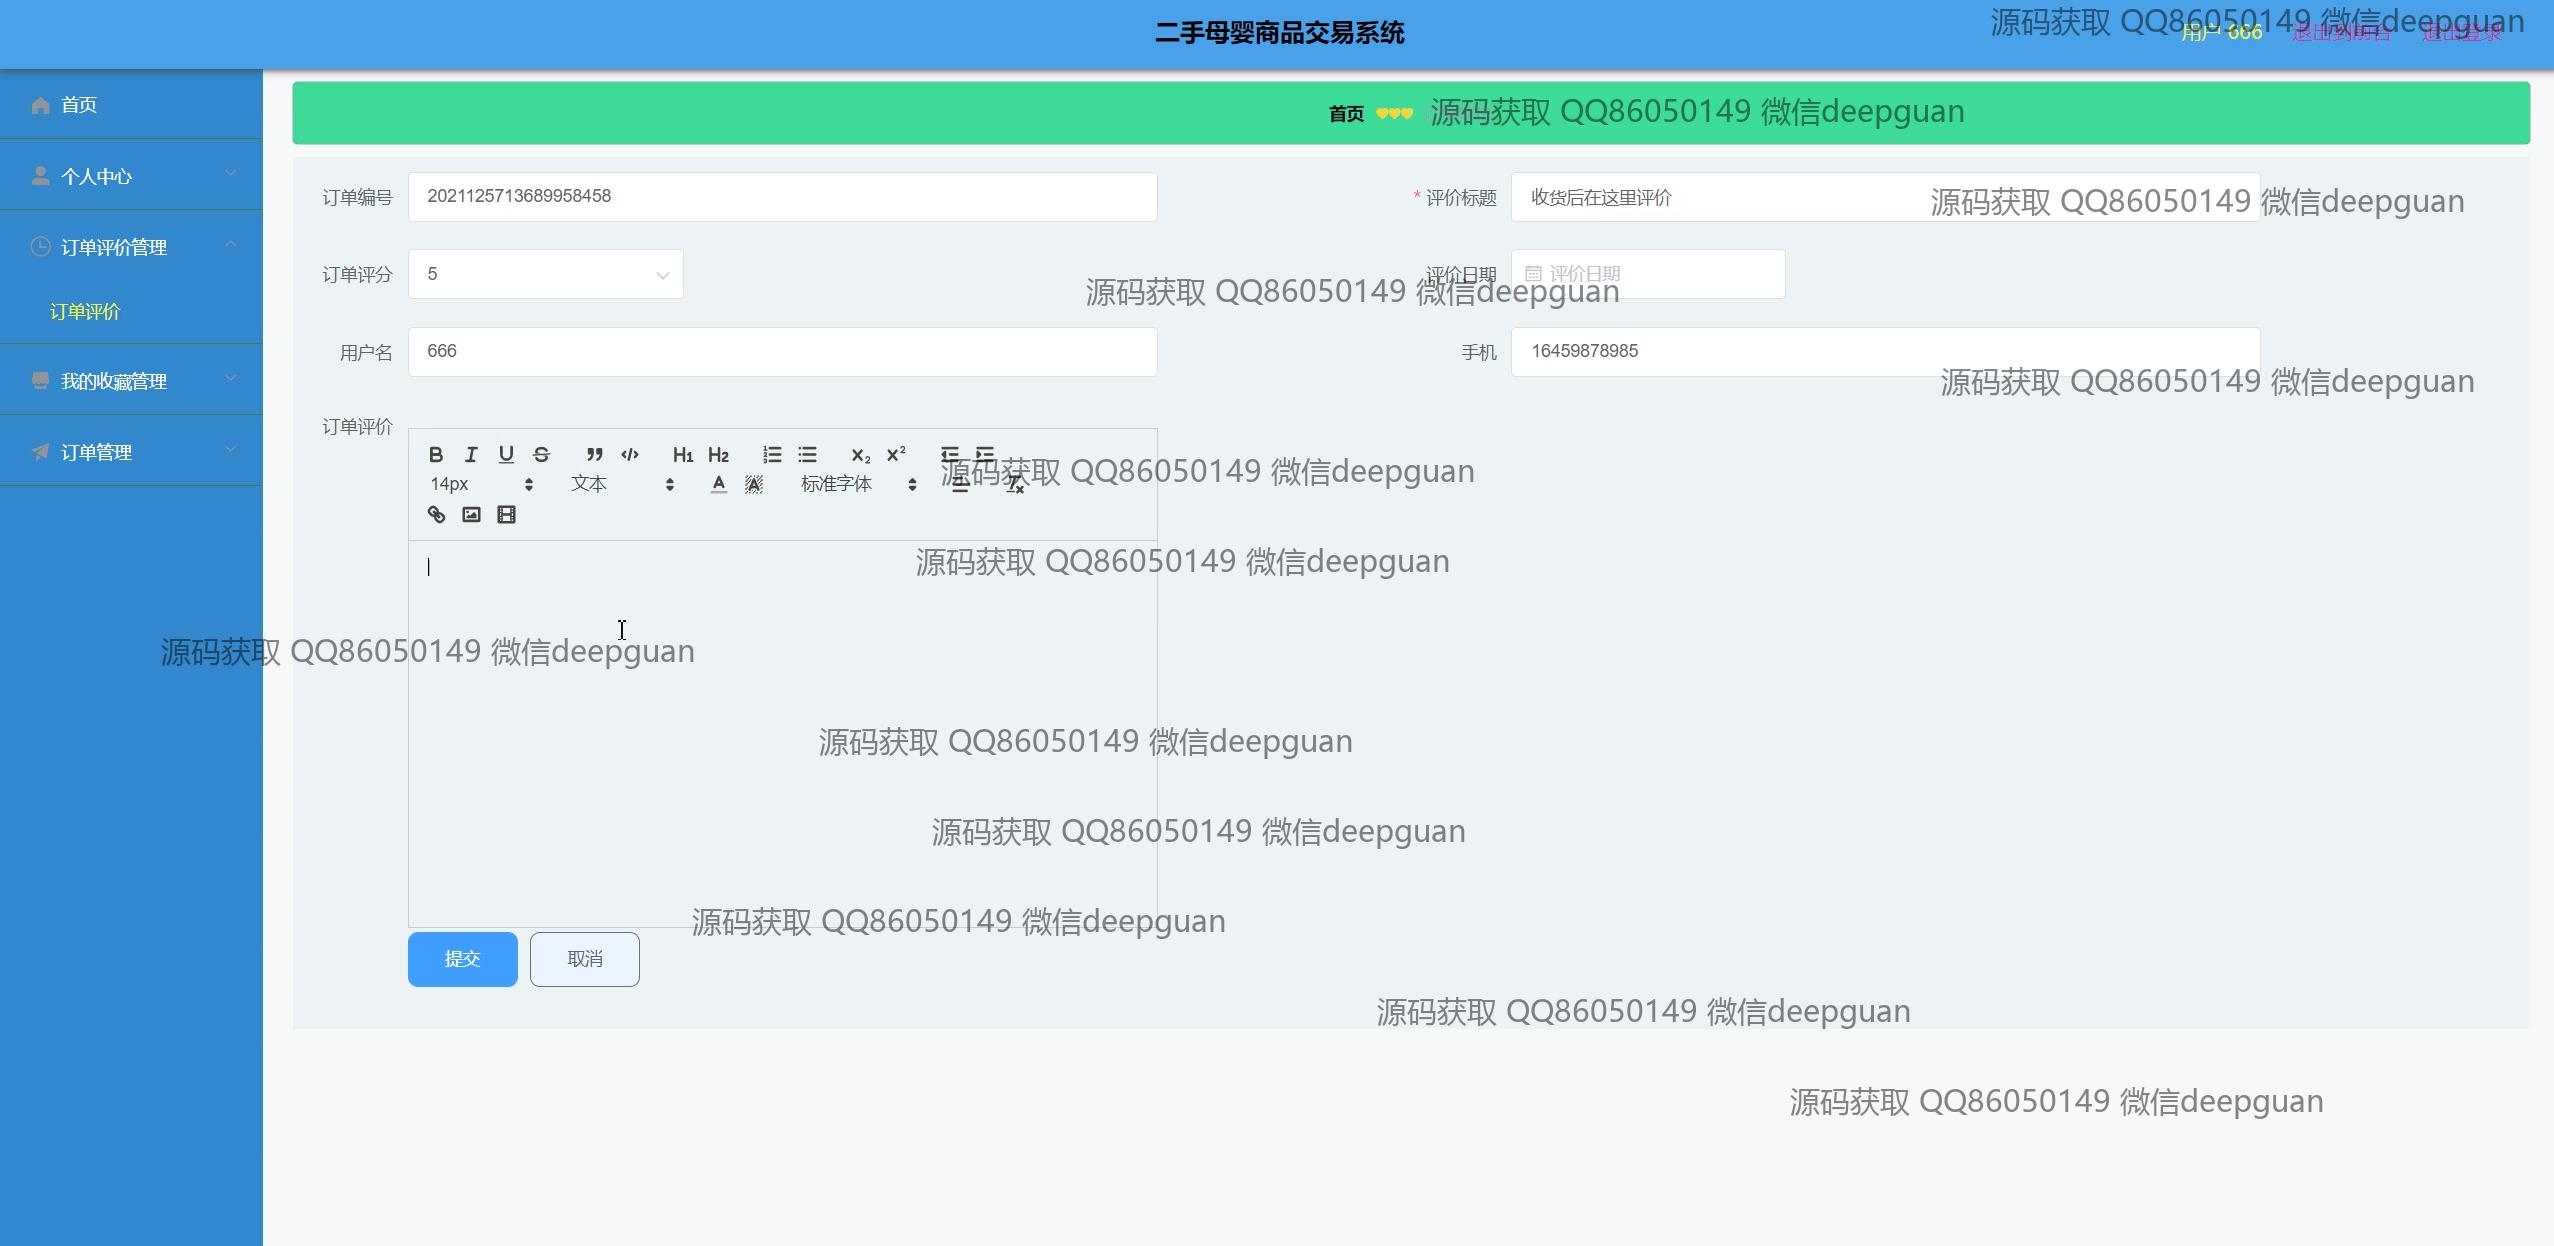 二手母婴商品交易系统
源码获取 QQ86050149 微信deepguan
用户 666
退出到前台
退出登录
首页
首页
源码获取 QQ86050149 微信deepguan
个人中心
订单编号
2021125713689958458
* 评价标题
收货后在这里评价
源码获取 QQ86050149 微信deepguan
订单评价管理
订单评分
5
评价日期
评价日期
源码获取 QQ86050149 微信deepguan
订单评价
用户名
666
手机
16459878985
我的收藏管理
源码获取 QQ86050149 微信deepguan
订单评价
订单管理
B I U S H1 H2 X2 X2
源码获取 QQ86050149 微信deepguan
14px
文本
A
A
标准字体
源码获取 QQ86050149 微信deepguan
源码获取 QQ86050149 微信deepguan
源码获取 QQ86050149 微信deepguan
源码获取 QQ86050149 微信deepguan
源码获取 QQ86050149 微信deepguan
提交
取消
源码获取 QQ86050149 微信deepguan
源码获取 QQ86050149 微信deepguan